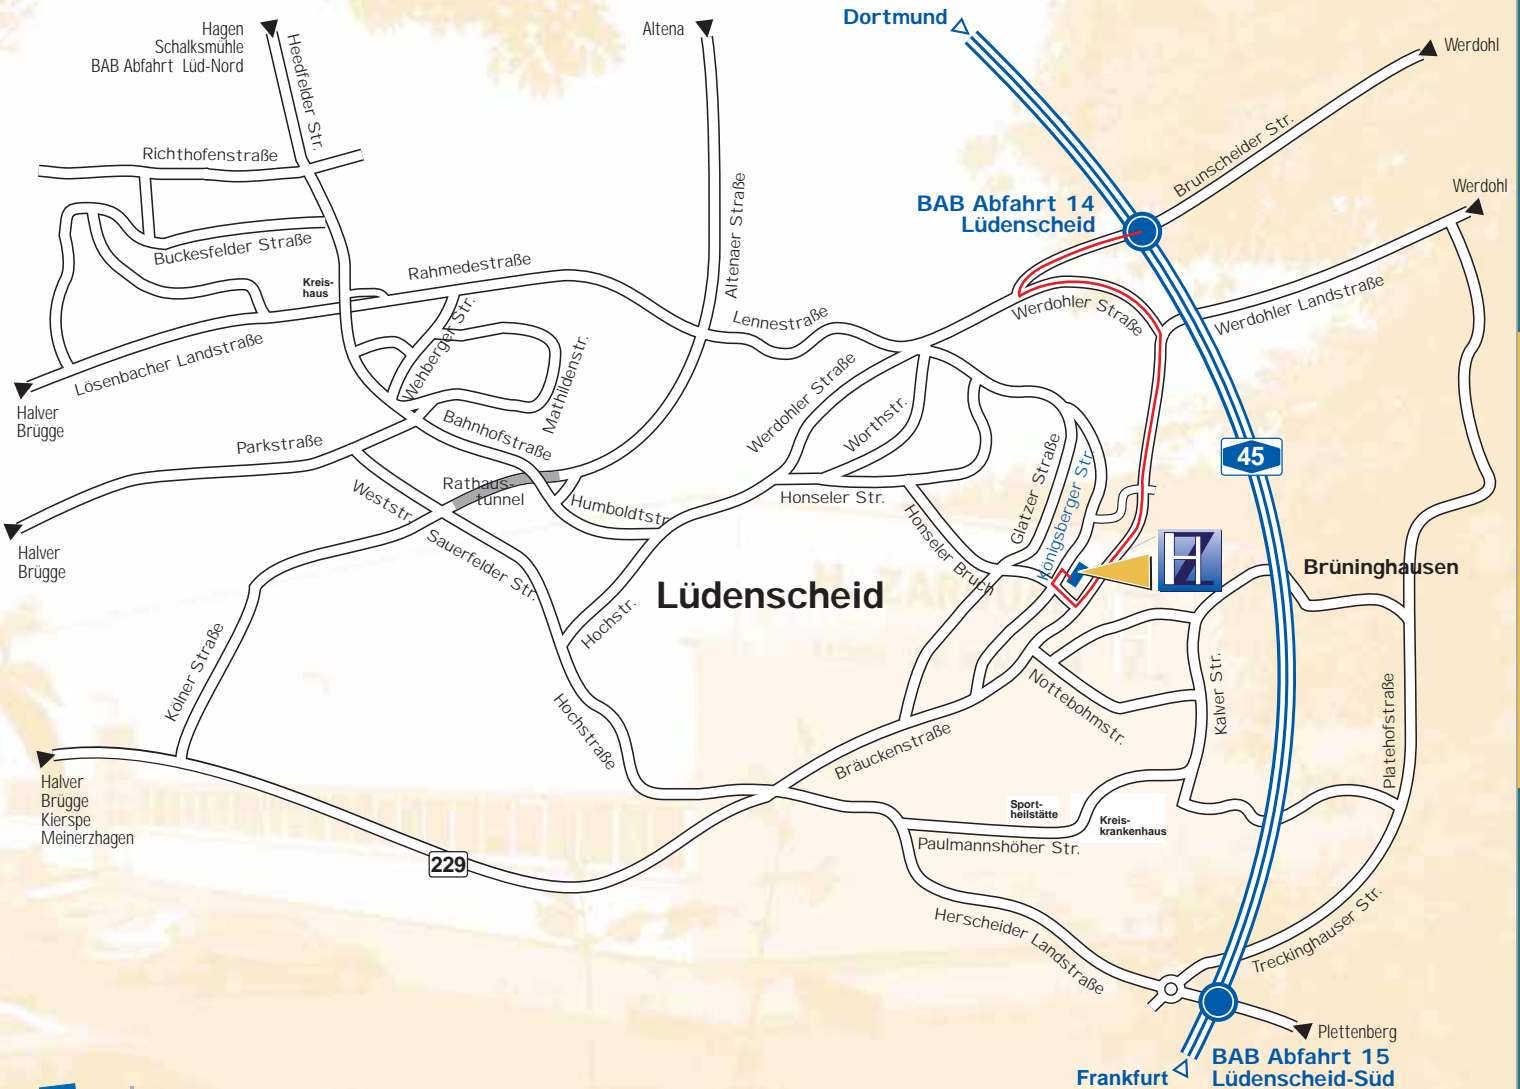 Dortmund
Hagen
Schalksmühle
BAB Abfahrt Lüd-Nord
Altena
Werdohl
Heedfelder Str.
Richthofenstraße
Brunscheider Str.
Werdohl
BAB Abfahrt 14
Lüdenscheid
Altenaer Straße
Buckesfelder Straße
Rahmedestraße
Kreis-
haus
Werdohler Straße
Werdohler Landstraße
Lennestraße
Wehberger Str.
Lösenbacher Landstraße
Mathildenstr.
Werdohler Straße
Worthstr.
Halver
Brügge
Bahnhofstraße
Parkstraße
45
Glatzer Straße
Königsberger Str.
Weststr.
Rathaus-
tunnel
Humboldtstr.
Honseler Str.
Honseler Bruch
Halver
Brügge
Sauerfelder Str.
HZ
Brüninghausen
Lüdenscheid
Hochstr.
Kölner Straße
Nottebohmstr.
Kalver Str.
Platehofstraße
Hochstraße
Bräuckenstraße
Halver
Brügge
Kierspe
Meinerzhagen
Sport-
heilstätte
Kreis-
krankenhaus
Paulmannshöher Str.
229
Herscheider Landstraße
Treckinghauser Str.
Plettenberg
BAB Abfahrt 15
Lüdenscheid-Süd
Frankfurt